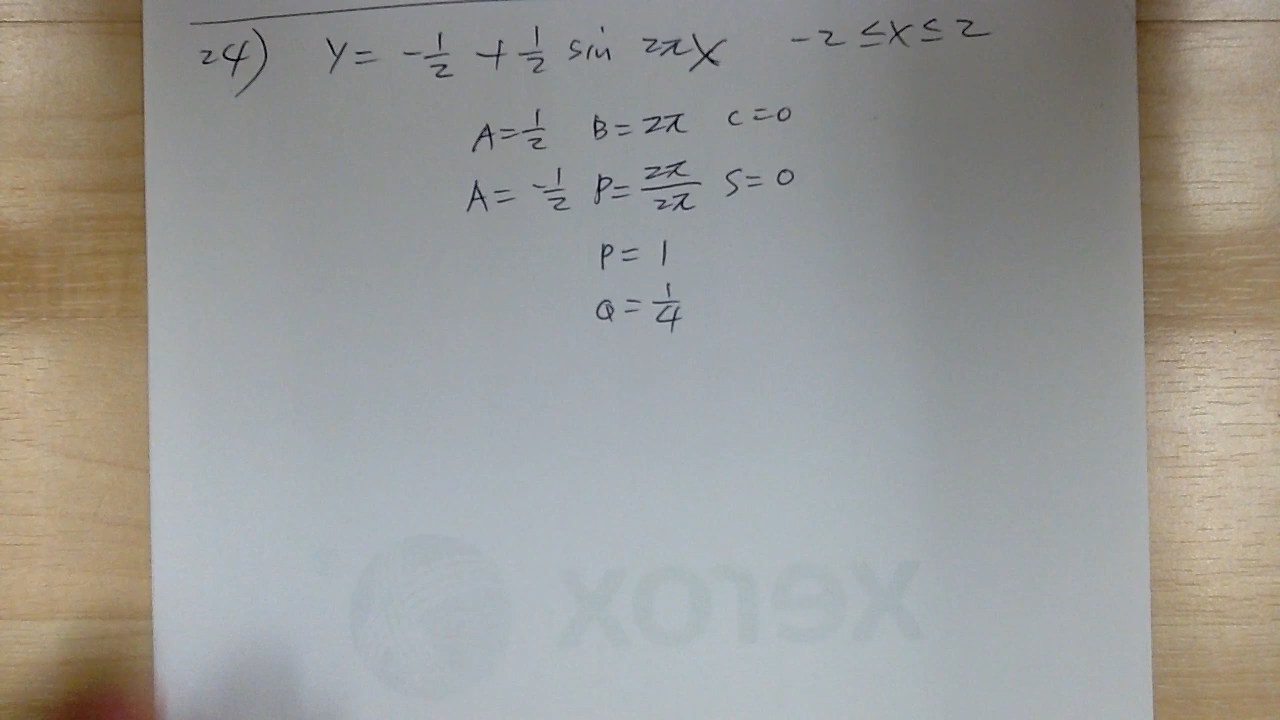 24) y = -1/2 + 1/2 sin 2πx -2 ≤ x ≤ 2
A = 1/2 B = 2π C = 0
A = -1/2 P = 2π/2π S = 0
P = 1
Q = 1/4
xerox